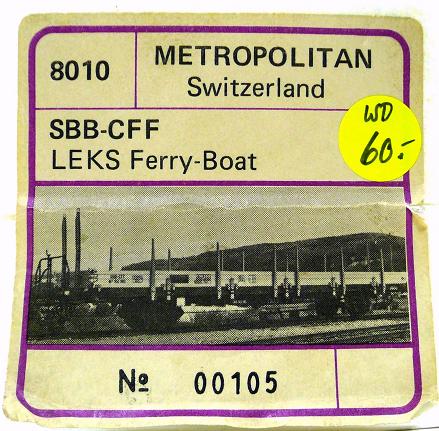 8010
METROPOLITAN
Switzerland
SBB-CFF
LEKS Ferry-Boat
WD
60.-
Nº 00105